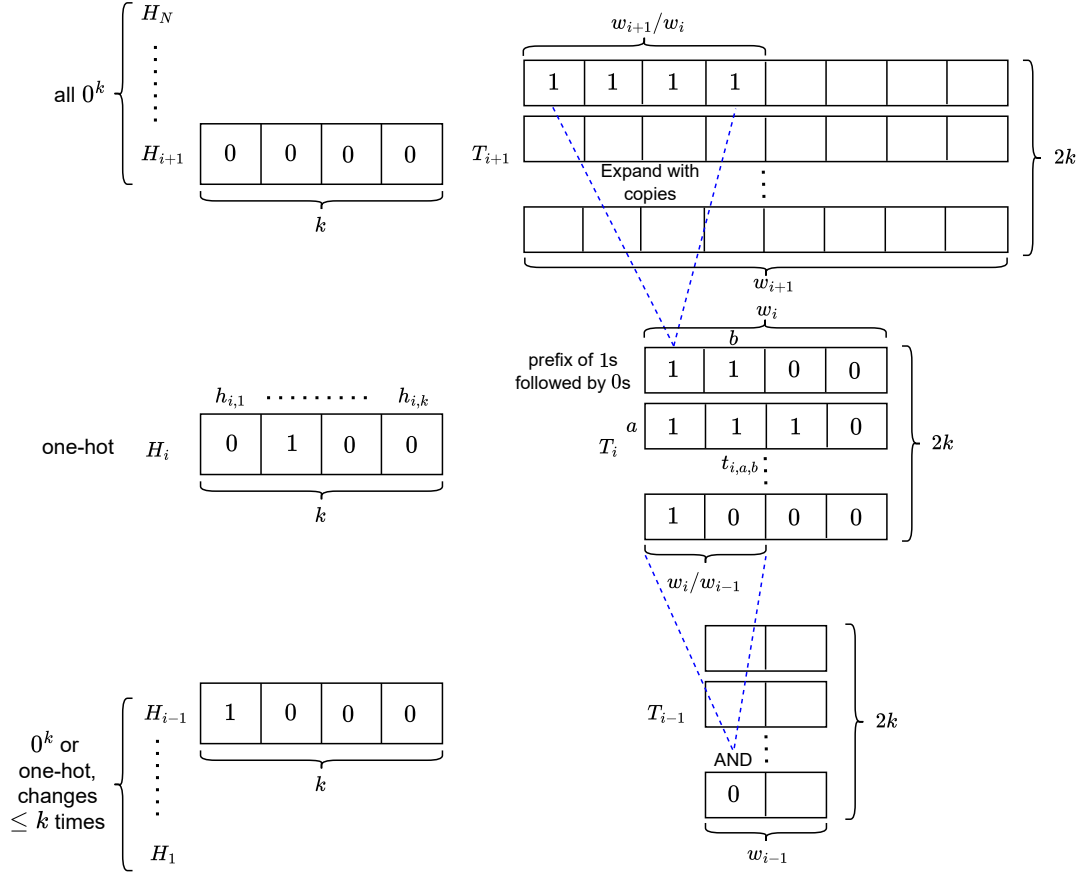 H_N
w_{i+1}/w_i
all 0^k
1 1 1 1
2k
H_{i+1}
0 0 0 0
T_{i+1}
Expand with
copies
k
w_{i+1}
w_i
b
prefix of 1s
followed by 0s
1 1 0 0
h_{i,1} ......... h_{i,k}
a
1 1 1 0
2k
one-hot
H_i
0 1 0 0
T_i
t_{i,a,b}
k
1 0 0 0
w_i/w_{i-1}
H_{i-1}
1 0 0 0
T_{i-1}
2k
0^k or
one-hot,
changes
≤ k times
AND
k
0
H_1
w_{i-1}